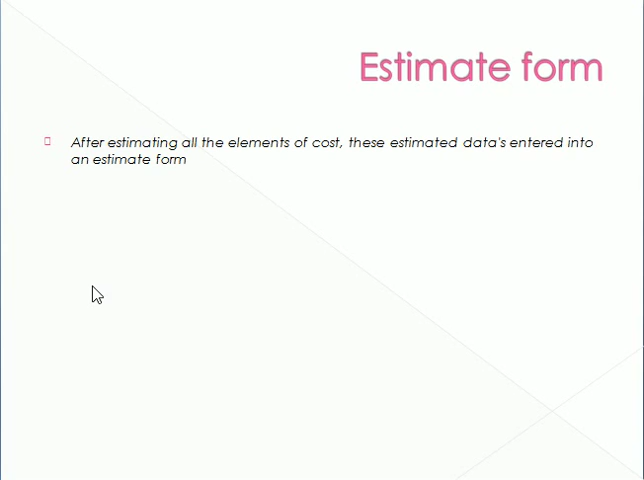 Estimate form
After estimating all the elements of cost, these estimated data's entered into
an estimate form